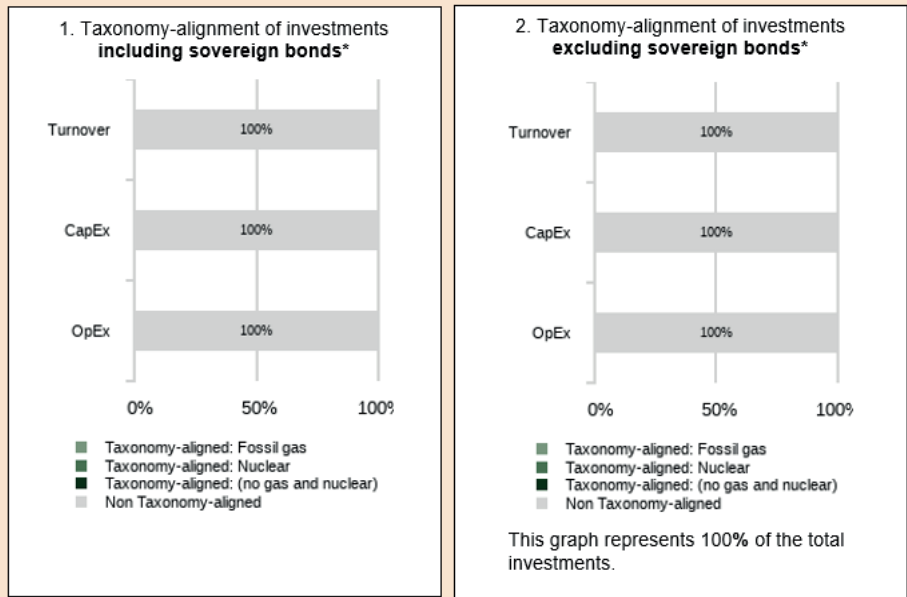 1. Taxonomy-alignment of investments
including sovereign bonds*
Turnover
100%
CapEx
100%
OpEx
100%
0% 50% 100%
Taxonomy-aligned: Fossil gas
Taxonomy-aligned: Nuclear
Taxonomy-aligned: (no gas and nuclear)
Non Taxonomy-aligned
2. Taxonomy-alignment of investments
excluding sovereign bonds*
Turnover
100%
CapEx
100%
OpEx
100%
0% 50% 100%
Taxonomy-aligned: Fossil gas
Taxonomy-aligned: Nuclear
Taxonomy-aligned: (no gas and nuclear)
Non Taxonomy-aligned
This graph represents 100% of the total
investments.